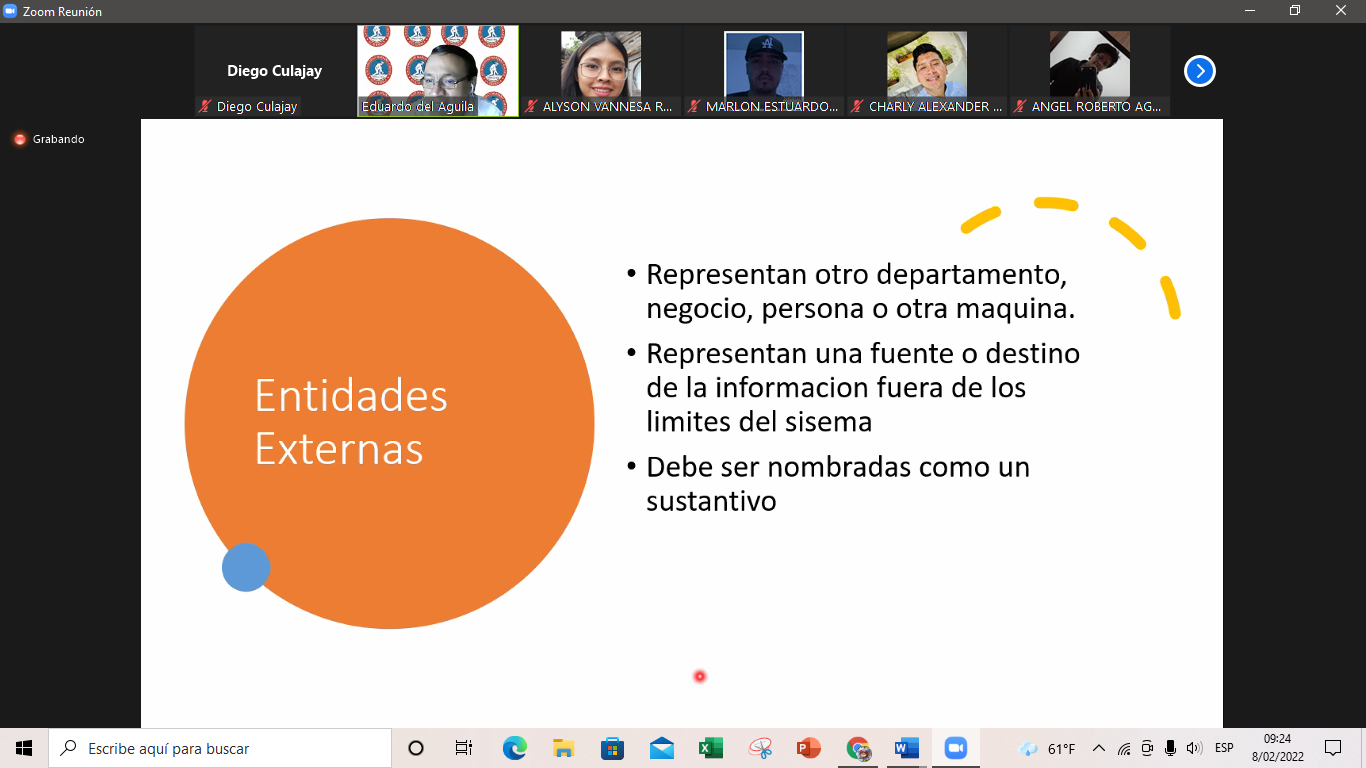 Zoom Reunión
Diego Culajay
Diego Culajay
Eduardo del Aguila
ALYSON VANNESA R...
MARLON ESTUARDO...
CHARLY ALEXANDER ...
ANGEL ROBERTO AG...
Grabando
Entidades
Externas
• Representan otro departamento,
negocio, persona o otra maquina.
• Representan una fuente o destino
de la informacion fuera de los
limites del sisema
• Debe ser nombradas como un
sustantivo
Escribe aquí para buscar
61°F
ESP
09:24
8/02/2022